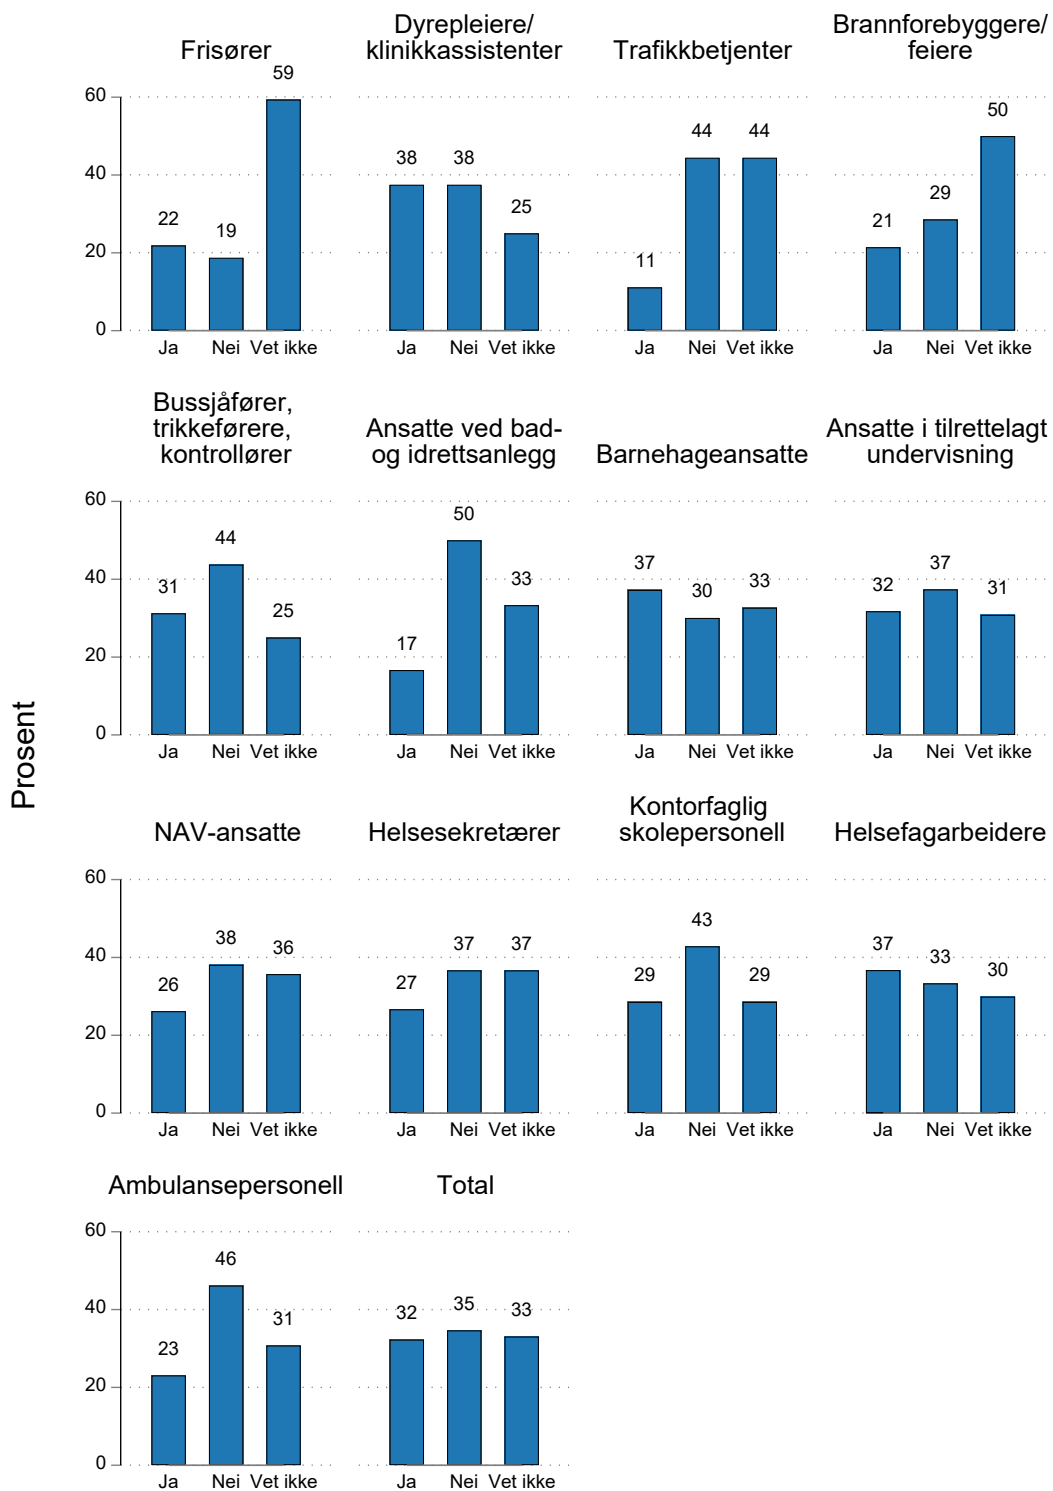 Prosent
Frisører
59
60
40
22
19
20
0
Ja Nei Vet ikke
Dyrepleiere/
klinikkassistenter
38 38
25
Ja Nei Vet ikke
Trafikkbetjenter
44 44
11
Ja Nei Vet ikke
Brannforebyggere/
feiere
50
29
21
Ja Nei Vet ikke
Bussjåfører,
trikkeførere,
kontrollører
60
44
40
31
25
20
0
Ja Nei Vet ikke
Ansatte ved bad-
og idrettsanlegg
50
33
17
Ja Nei Vet ikke
Barnehageansatte
37
30
33
Ja Nei Vet ikke
Ansatte i tilrettelagt
undervisning
32
37
31
Ja Nei Vet ikke
NAV-ansatte
60
40
38
36
26
20
0
Ja Nei Vet ikke
Helsesekretærer
27
37 37
Ja Nei Vet ikke
Kontorfaglig
skolepersonell
43
29
29
Ja Nei Vet ikke
Helsefagarbeidere
37
33
30
Ja Nei Vet ikke
Ambulansepersonell
60
46
40
31
23
20
0
Ja Nei Vet ikke
Total
32
35
33
Ja Nei Vet ikke